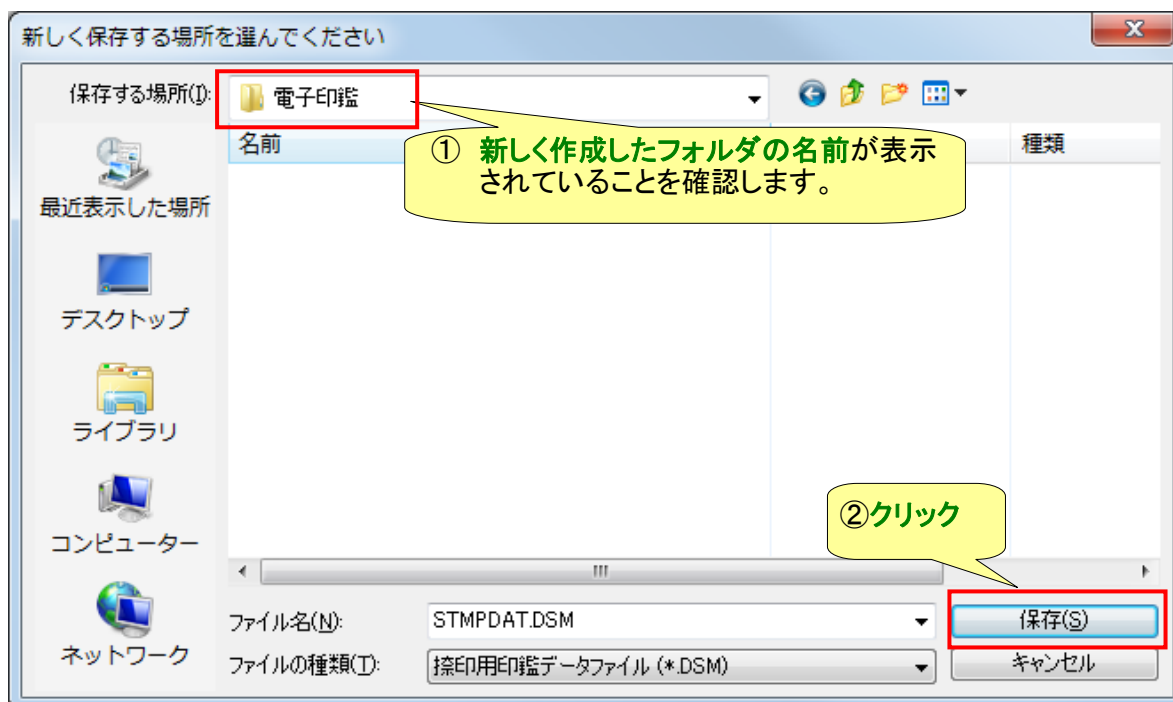 新しく保存する場所を選んでください
保存する場所(I):
電子印鑑
名前
種類
① 新しく作成したフォルダの名前が表示
されていることを確認します。
最近表示した場所
デスクトップ
ライブラリ
コンピューター
ネットワーク
②クリック
ファイル名(N):
STMPDAT.DSM
保存(S)
ファイルの種類(T):
捺印用印鑑データファイル (*.DSM)
キャンセル